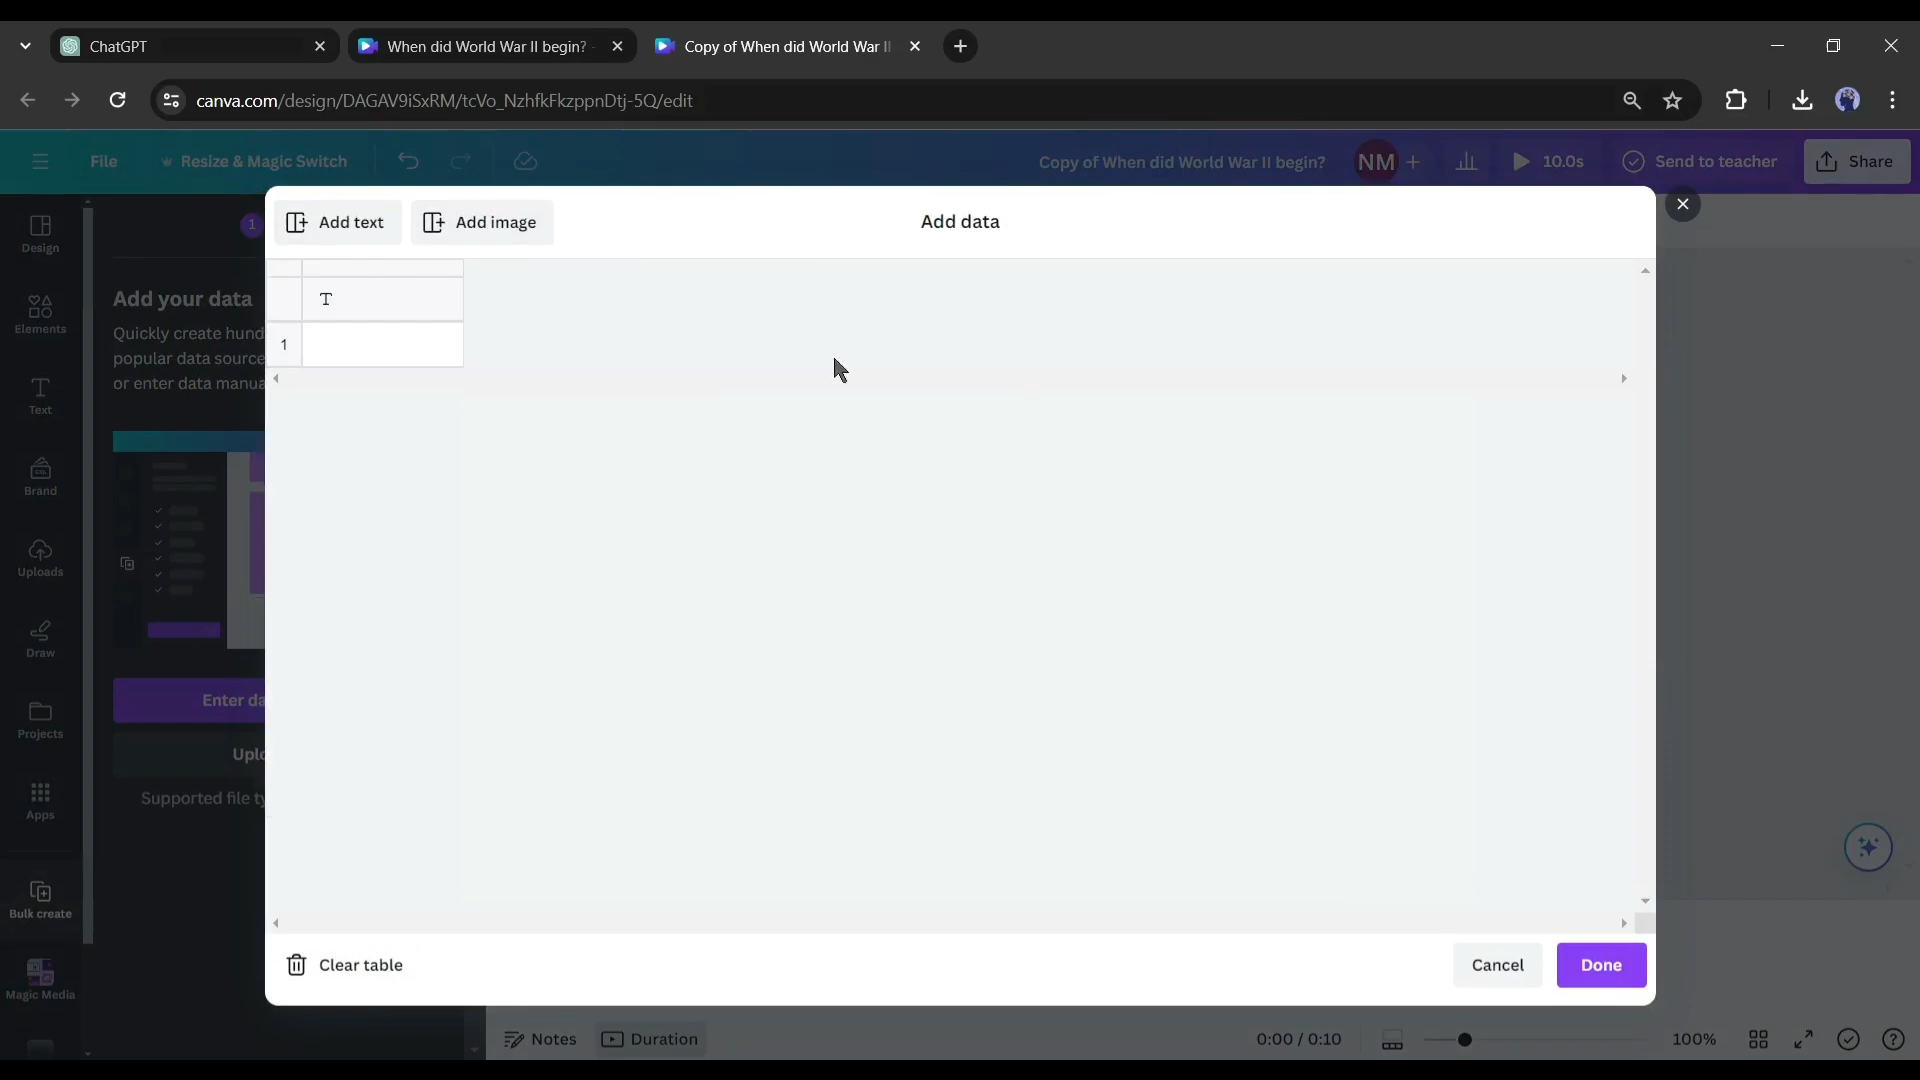 ChatGPT
When did World War II begin? -
Copy of When did World War II
canva.com/design/DAGAV9iSxRM/tcVo_NzhfkFkzppnDtj-5Q/edit
File
Resize & Magic Switch
Copy of When did World War II begin?
NM
10.0s
Send to teacher
Share
Add text
Add image
Add data
Design
Elements
Text
Brand
Uploads
Draw
Projects
Apps
Bulk create
Magic Media
1
Add your data
Quickly create hund
popular data source
or enter data manua
Enter da
Uplo
Supported file ty
T
1
Clear table
Cancel
Done
Notes
Duration
0:00 / 0:10
100%